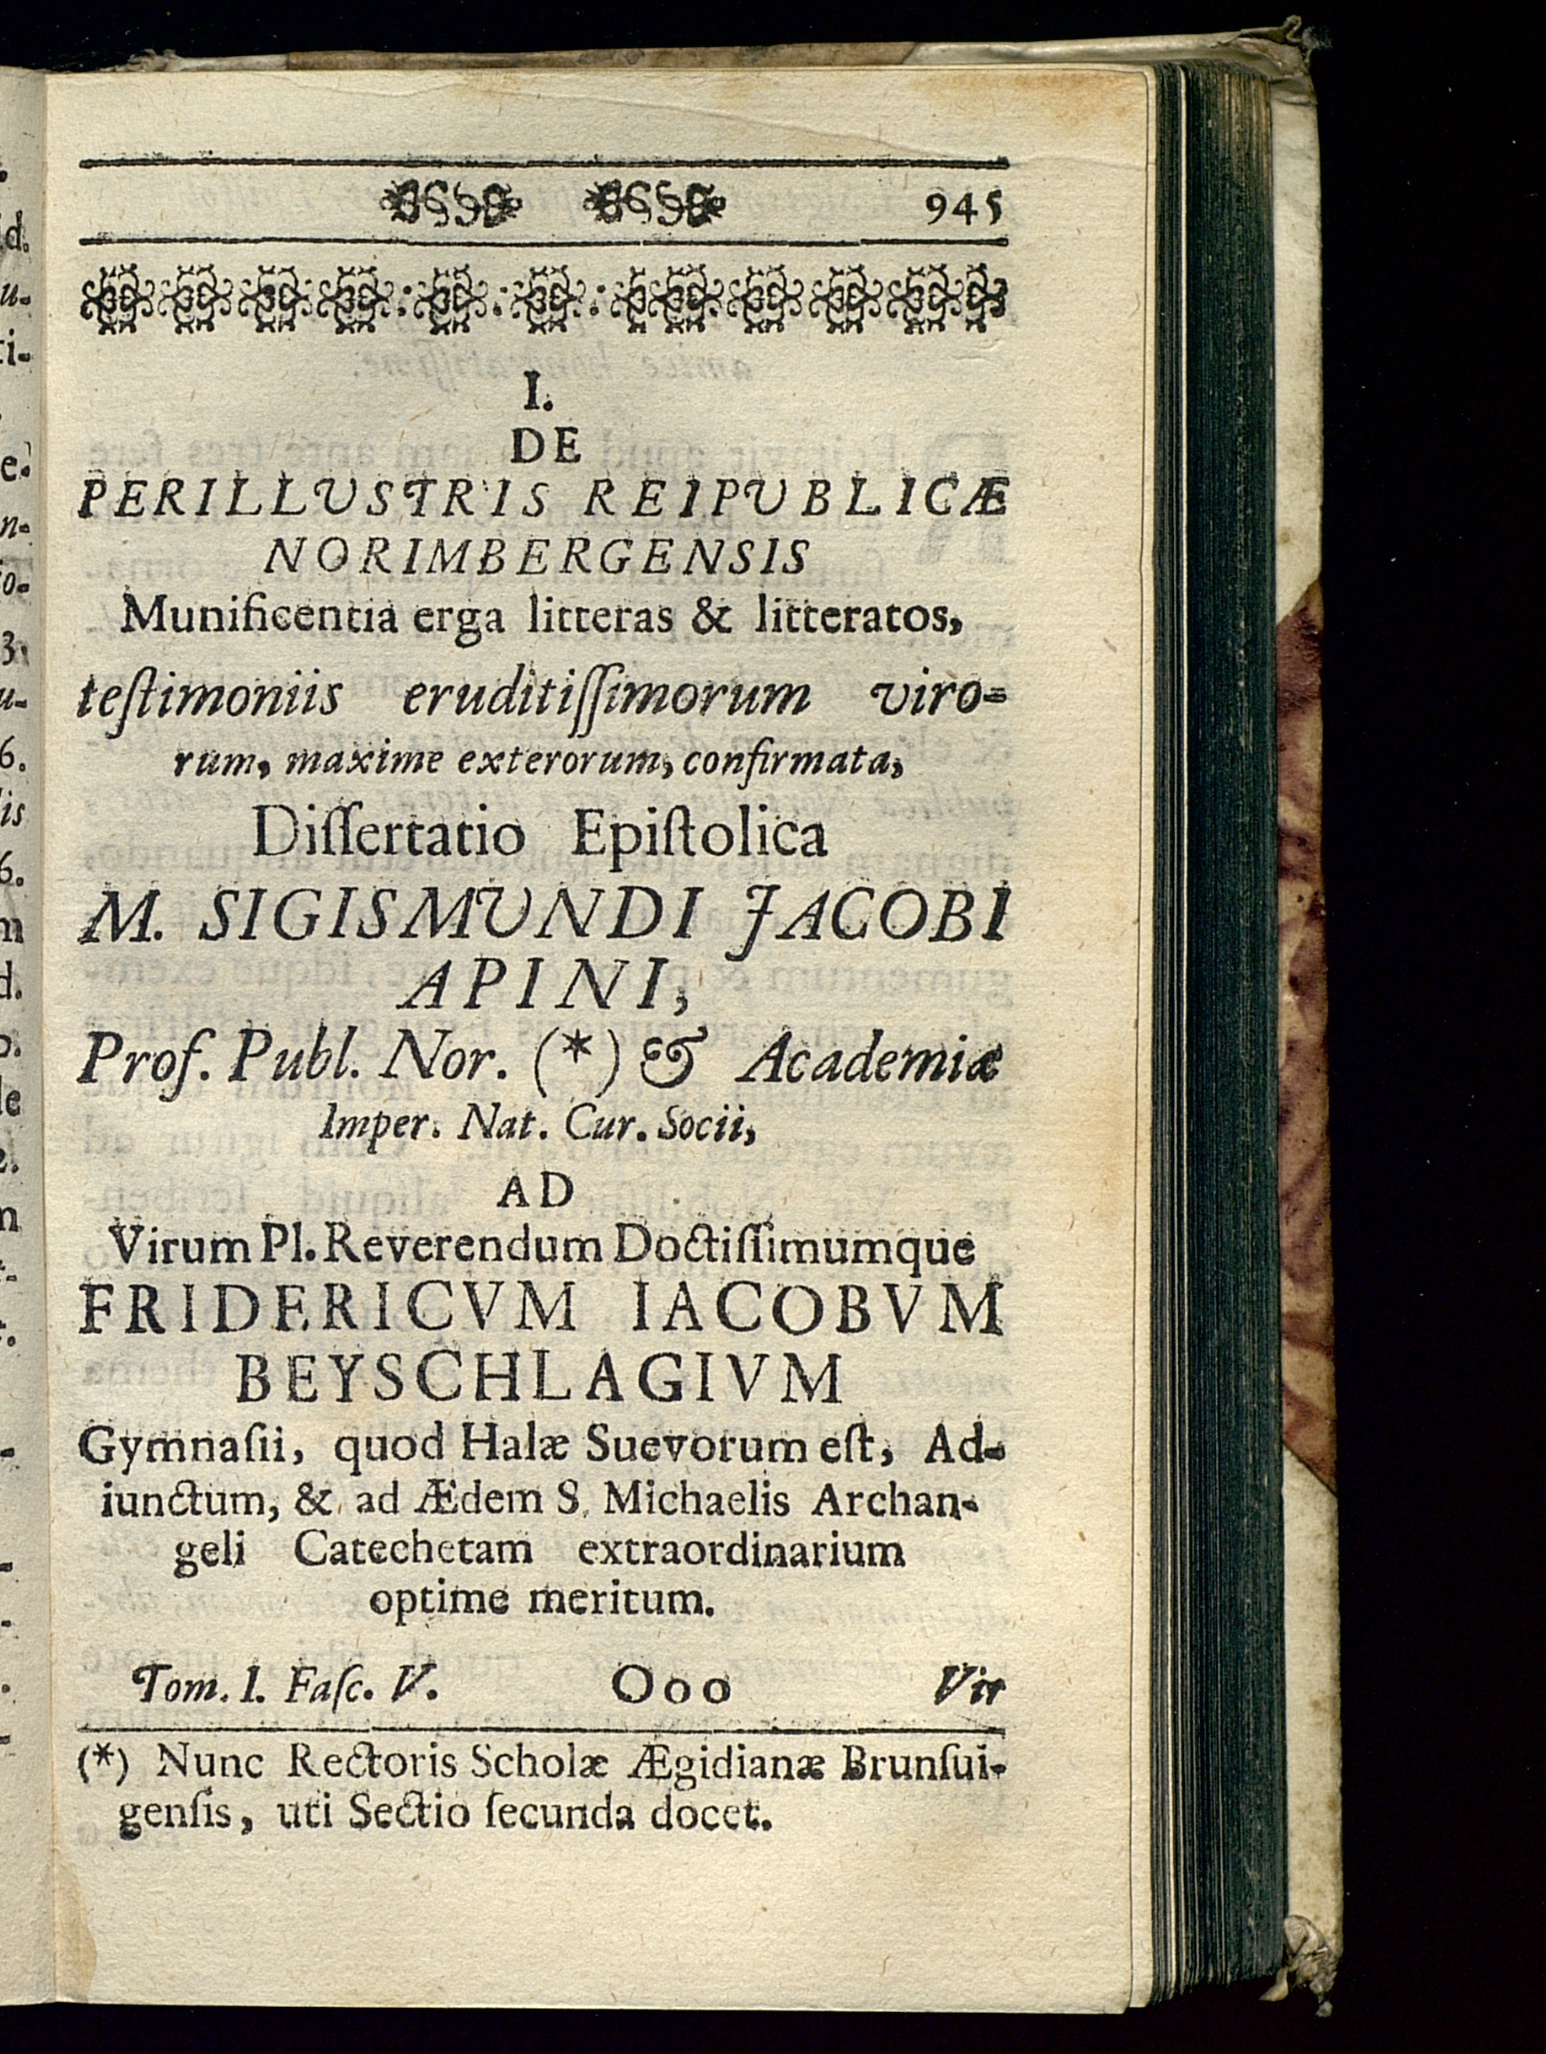 945
I.
DE
PERILLUSTRIS REIPUBLICÆ
NORIMBERGENSIS
Munificentia erga litteras & litteratos,
teſtimoniis eruditiſſimorum viro-
rum, maxime exterorum, confirmata,
Diſſertatio Epiſtolica
M. SIGISMUNDI JACOBI
APINI,
Prof. Publ. Nor. (*) & Academiæ
Imper. Nat. Cur. Socii,
AD
Virum Pl. Reverendum Doctiſſimumque
FRIDERICVM IACOBVM
BEYSCHLAGIVM
Gymnaſii, quod Halæ Suevorum eſt, Ad-
iunctum, & ad Ædem S. Michaelis Archan-
geli Catechetam extraordinarium
optime meritum.
Tom. I. Faſc. V. Ooo Vir
(*) Nunc Rectoris Scholæ Ægidianæ Brunſui-
genſis, uti Sectio ſecunda docet.